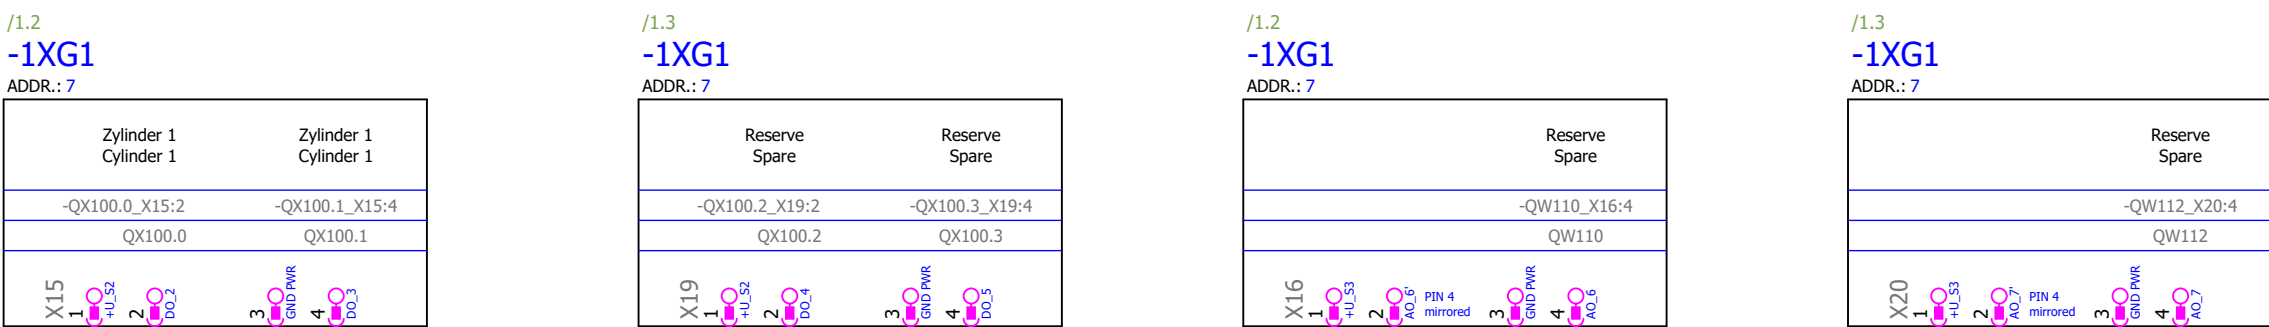 /1.2
-1XG1
ADDR.: 7
Zylinder 1 Zylinder 1
Cylinder 1 Cylinder 1
-QX100.0_X15:2 -QX100.1_X15:4
QX100.0 QX100.1
X15 1 +U_S2 2 DO_2 3 GND PWR 4 DO_3
/1.3
-1XG1
ADDR.: 7
Reserve Reserve
Spare Spare
-QX100.2_X19:2 -QX100.3_X19:4
QX100.2 QX100.3
X19 1 +U_S2 2 DO_4 3 GND PWR 4 DO_5
/1.2
-1XG1
ADDR.: 7
Reserve
Spare
-QW110_X16:4
QW110
X16 1 +U_S3 2 AO_6' PIN 4 mirrored 3 GND PWR 4 AO_6
/1.3
-1XG1
ADDR.: 7
Reserve
Spare
-QW112_X20:4
QW112
X20 1 +U_S3 2 AO_7' PIN 4 mirrored 3 GND PWR 4 AO_7